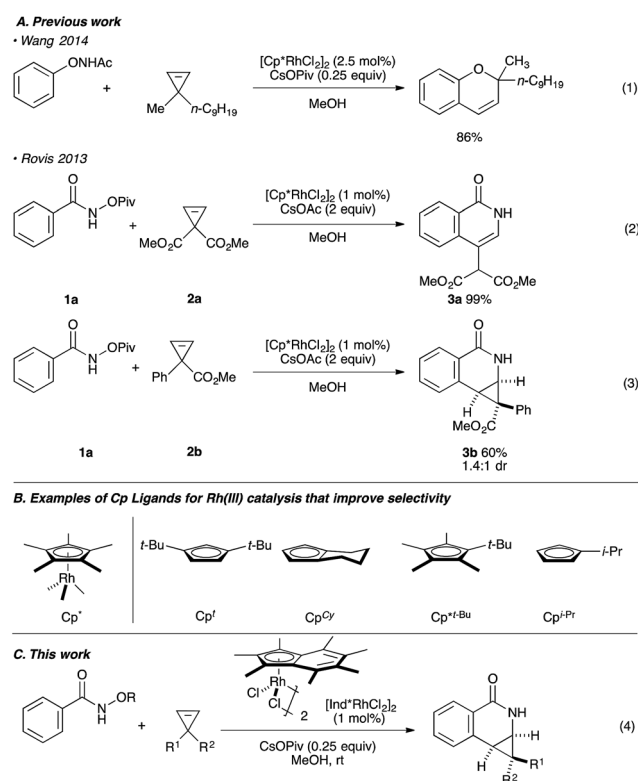 A. Previous work
• Wang 2014
ONHAc
+
Me
n-C9H19
[Cp*RhCl2]2 (2.5 mol%)
CsOPiv (0.25 equiv)
MeOH
O
CH3
n-C9H19
86%
(1)
• Rovis 2013
O
N
H
OPiv
1a
+
MeO2C
CO2Me
2a
[Cp*RhCl2]2 (1 mol%)
CsOAc (2 equiv)
MeOH
O
NH
MeO2C
CO2Me
3a 99%
(2)
O
N
H
OPiv
1a
+
Ph
CO2Me
2b
[Cp*RhCl2]2 (1 mol%)
CsOAc (2 equiv)
MeOH
O
NH
H
H
Ph
MeO2C
3b 60%
1.4:1 dr
(3)
B. Examples of Cp Ligands for Rh(III) catalysis that improve selectivity
Rh
Cp*
t-Bu
t-Bu
Cpt
CpCy
t-Bu
Cp*t-Bu
i-Pr
Cpi-Pr
C. This work
O
N
H
OR
+
R1
R2
Rh
Cl
Cl
2
[Ind*RhCl2]2
(1 mol%)
CsOPiv (0.25 equiv)
MeOH, rt
O
NH
H
H
R1
R2
(4)